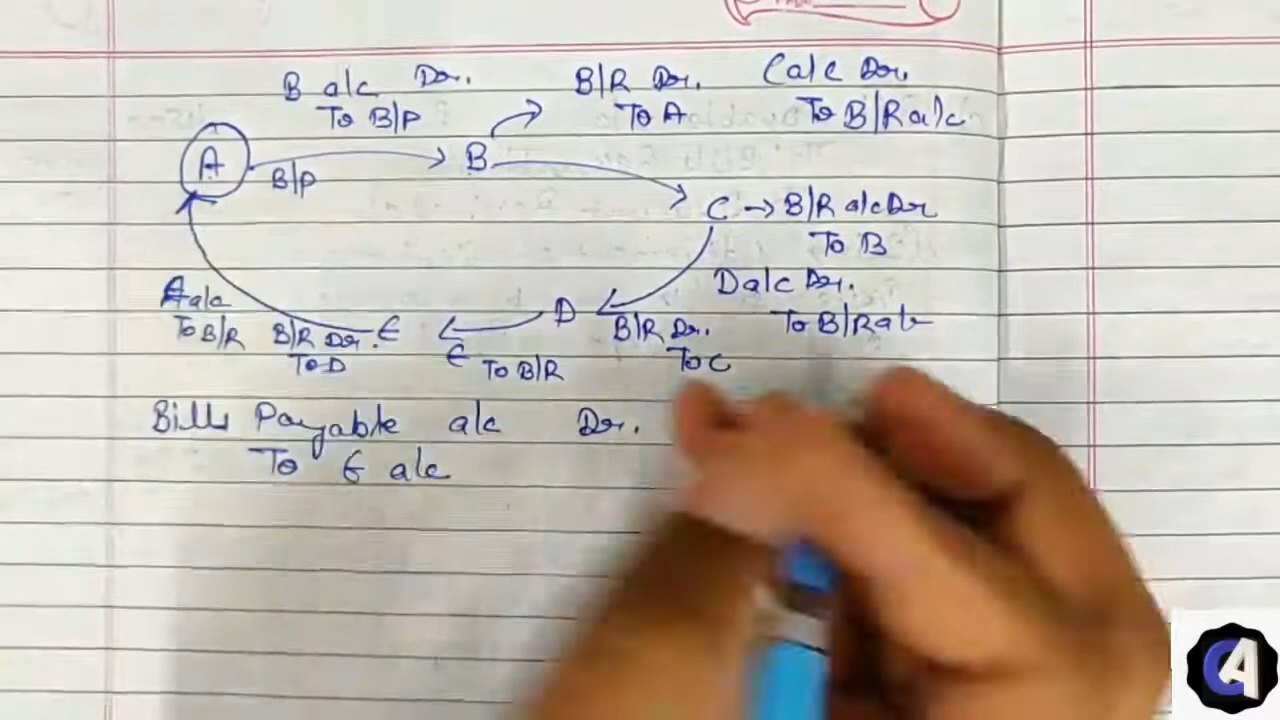 B a/c Dr. B/R Dr. C a/c Dr.
To B/P To A To B/R a/c
A B
B/P
C → B/R a/c Dr
To B
D a/c Dr.
A a/c D
To B/R B/R Dr. E B/R Dr. To B/R a/c
To D E To B/R To C
Bills Payable a/c Dr.
To E a/c
CA